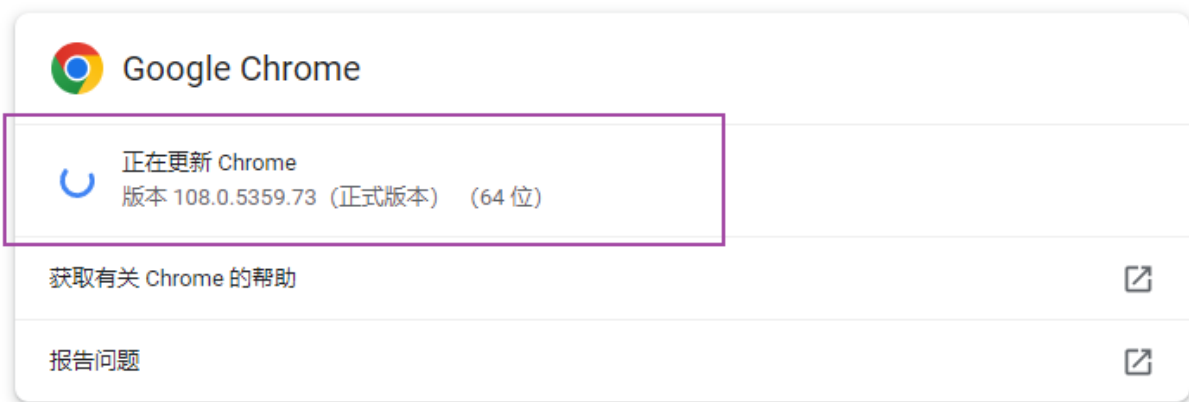 Google Chrome
正在更新 Chrome
版本 108.0.5359.73（正式版本） （64 位）
获取有关 Chrome 的帮助
报告问题